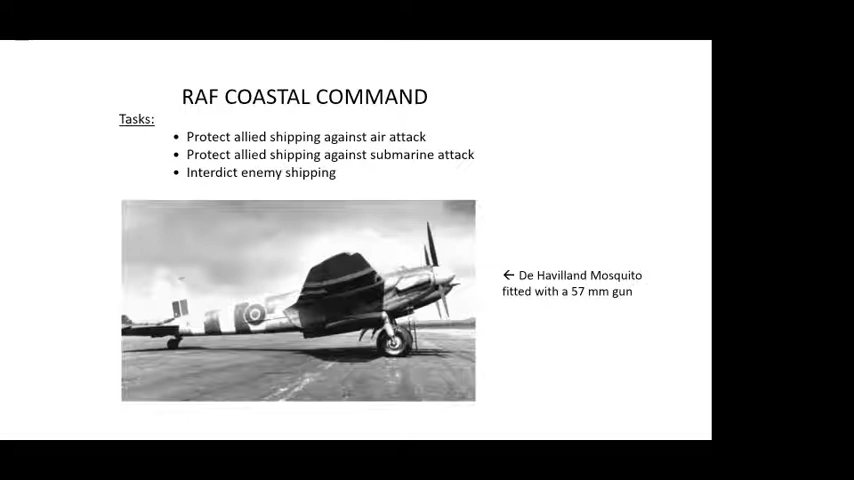 RAF COASTAL COMMAND
Tasks:
• Protect allied shipping against air attack
• Protect allied shipping against submarine attack
• Interdict enemy shipping
← De Havilland Mosquito
fitted with a 57 mm gun